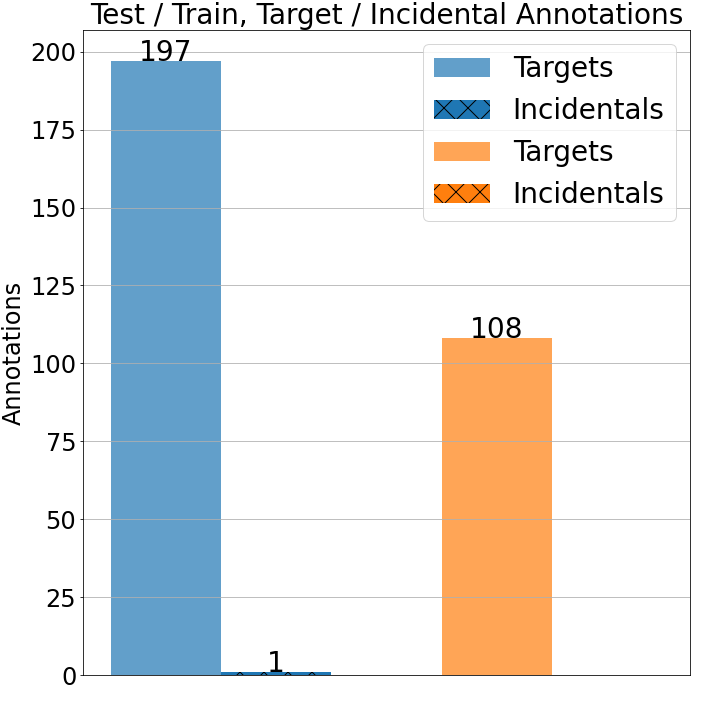 Test / Train, Target / Incidental Annotations
Annotations
200
175
150
125
100
75
50
25
0
197
1
108
Targets
Incidentals
Targets
Incidentals